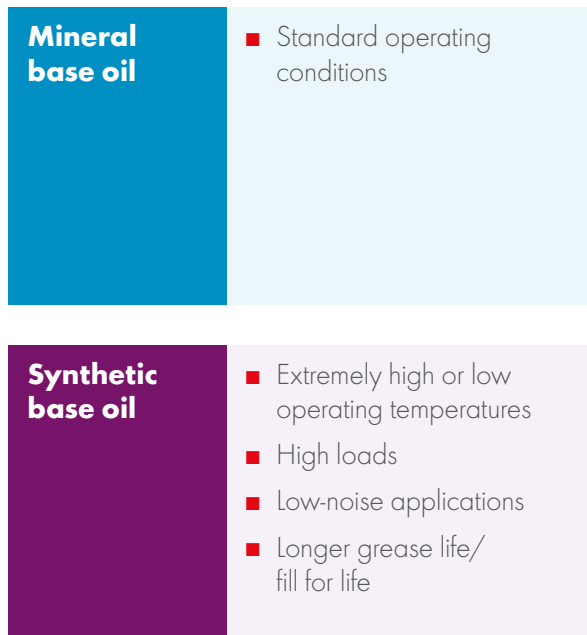 Mineral
base oil
■ Standard operating
conditions
Synthetic
base oil
■ Extremely high or low
operating temperatures
■ High loads
■ Low-noise applications
■ Longer grease life/
fill for life